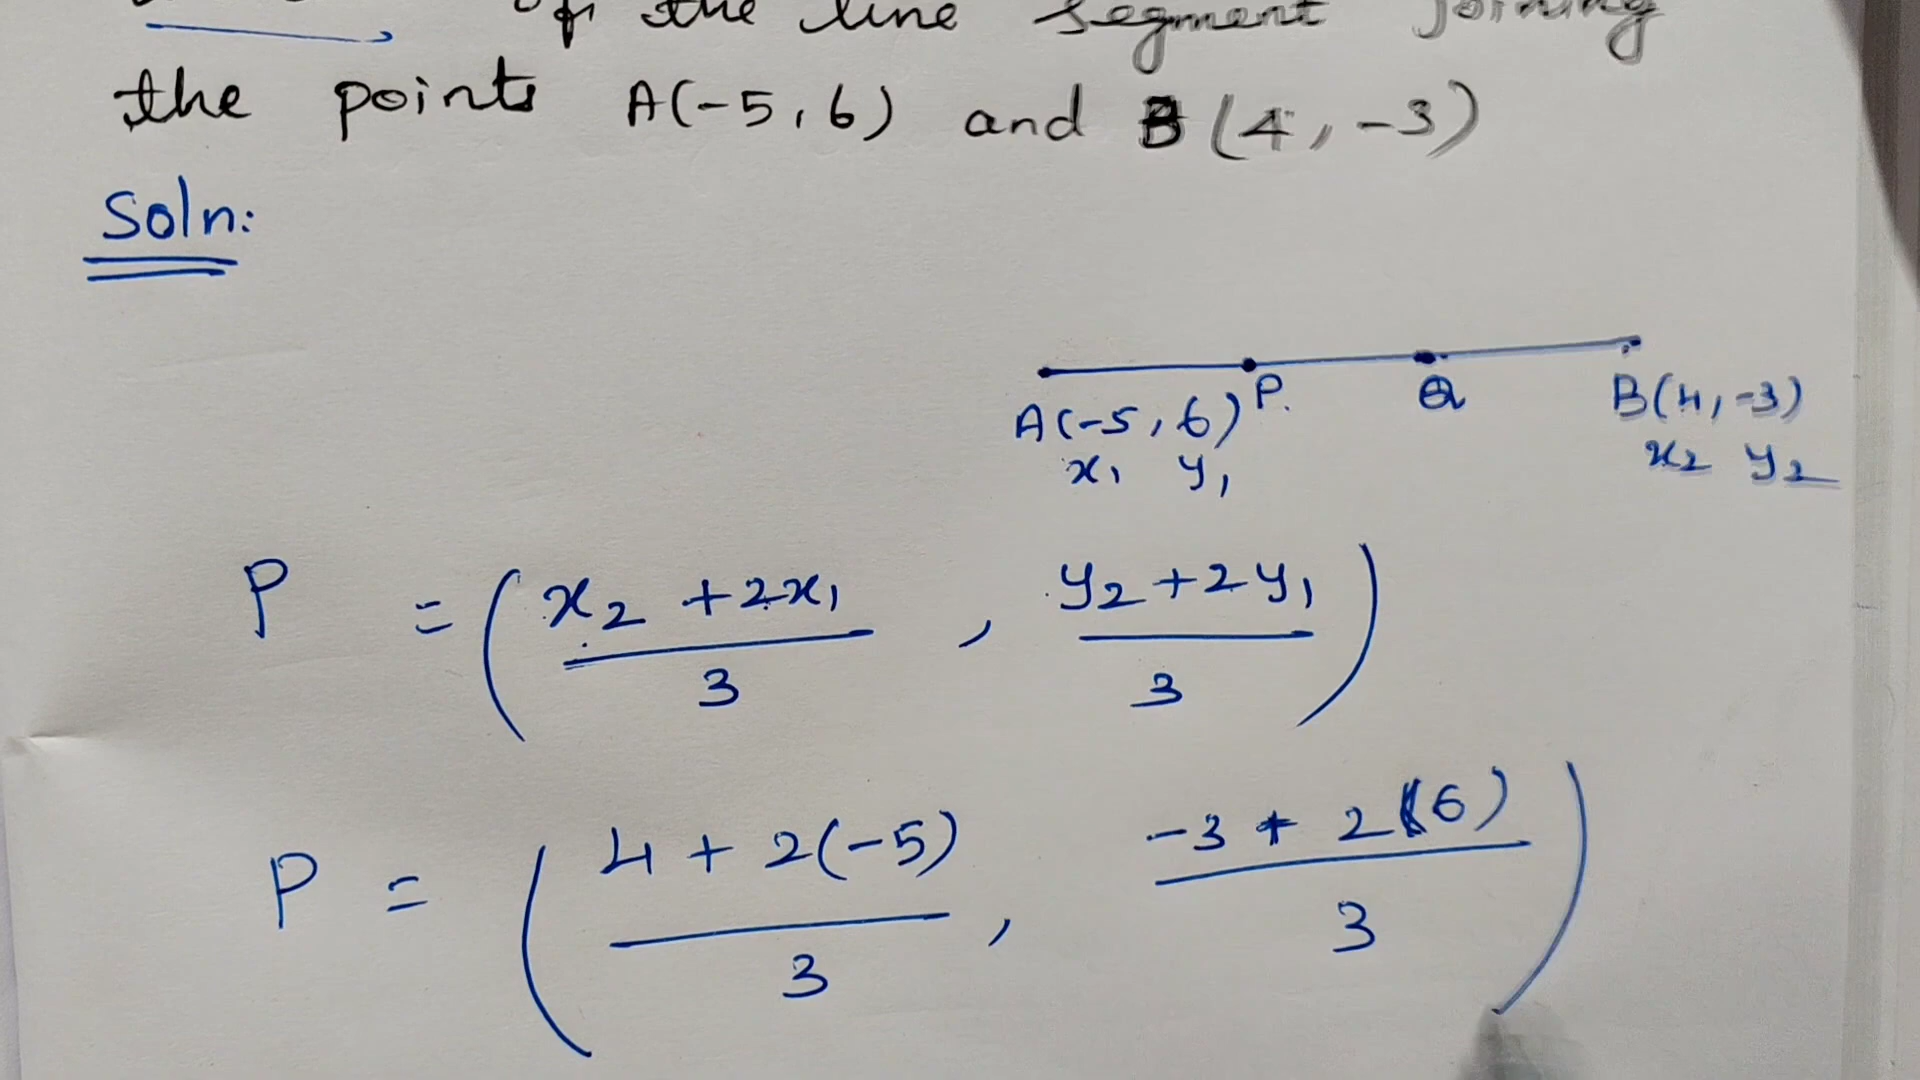 of the line segment joining
the points A(-5,6) and B(4,-3)
Soln:
P. Q
A(-5,6) B(4,-3)
x₁ y₁ x₂ y₂
P = ( (x₂ + 2x₁)/3 , (y₂ + 2y₁)/3 )
P = ( (4 + 2(-5))/3 , (-3 + 2(6))/3 )